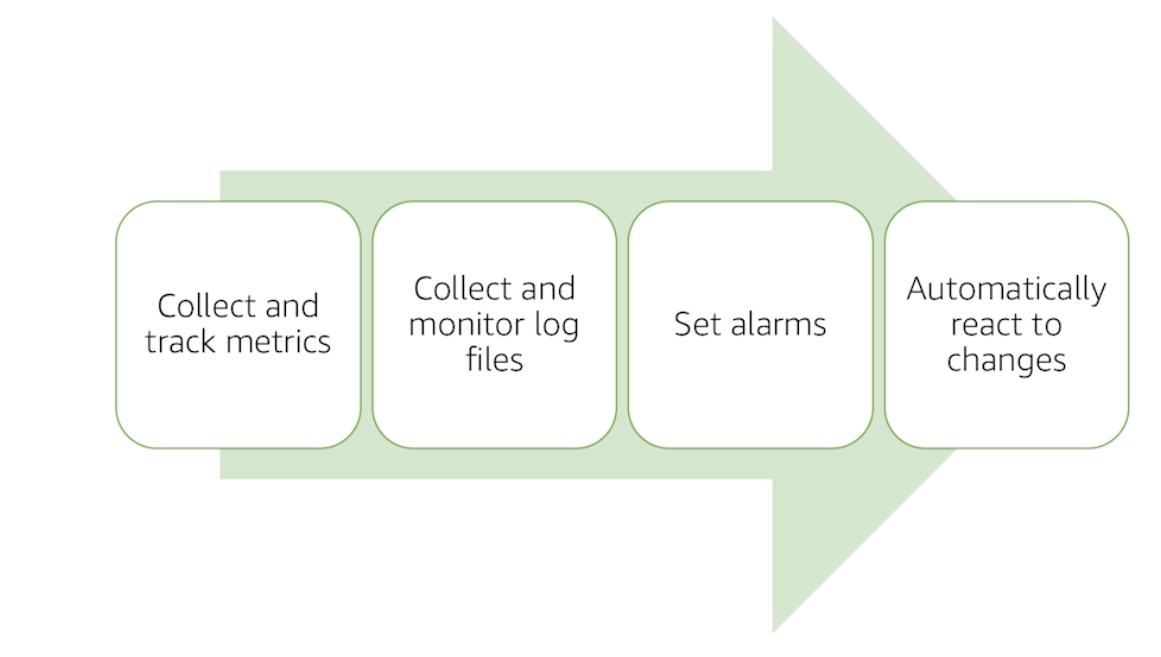 Collect and
track metrics
Collect and
monitor log
files
Set alarms
Automatically
react to
changes